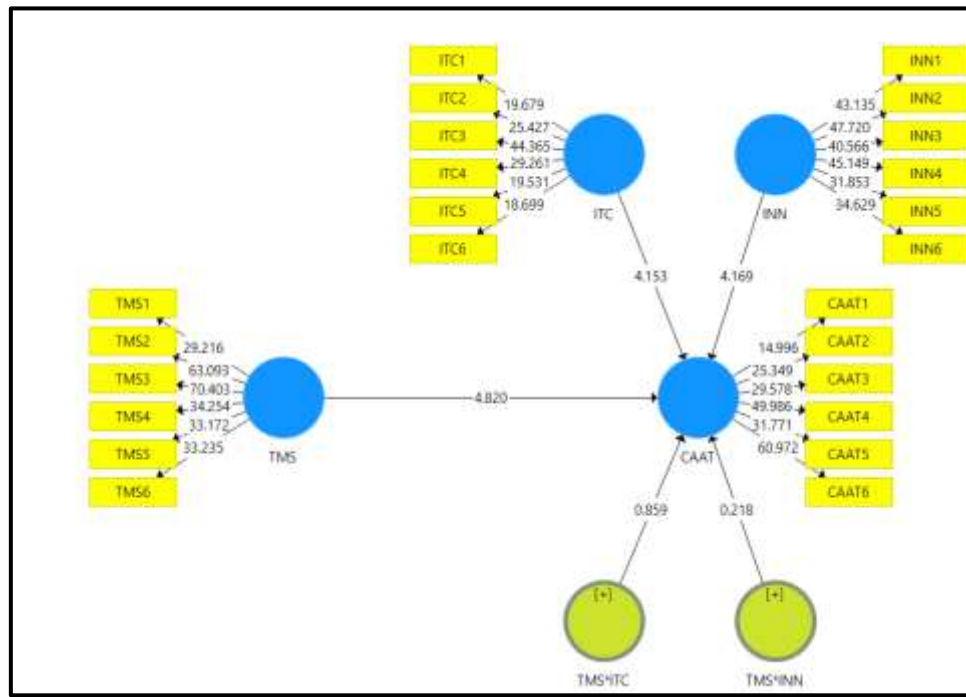 ITC1
ITC2
ITC3
ITC4
ITC5
ITC6
19.679
25.427
44.365
29.261
19.531
18.699
ITC
INN1
INN2
INN3
INN4
INN5
INN6
43.135
47.720
40.566
45.149
31.853
34.629
INN
4.153
4.169
TMS1
TMS2
TMS3
TMS4
TMS5
TMS6
29.216
63.093
70.403
34.254
33.172
33.235
TMS
4.820
CAAT
14.996
25.349
29.578
49.986
31.771
60.972
CAAT1
CAAT2
CAAT3
CAAT4
CAAT5
CAAT6
0.859
0.218
[+]
[+]
TMS*ITC
TMS*INN